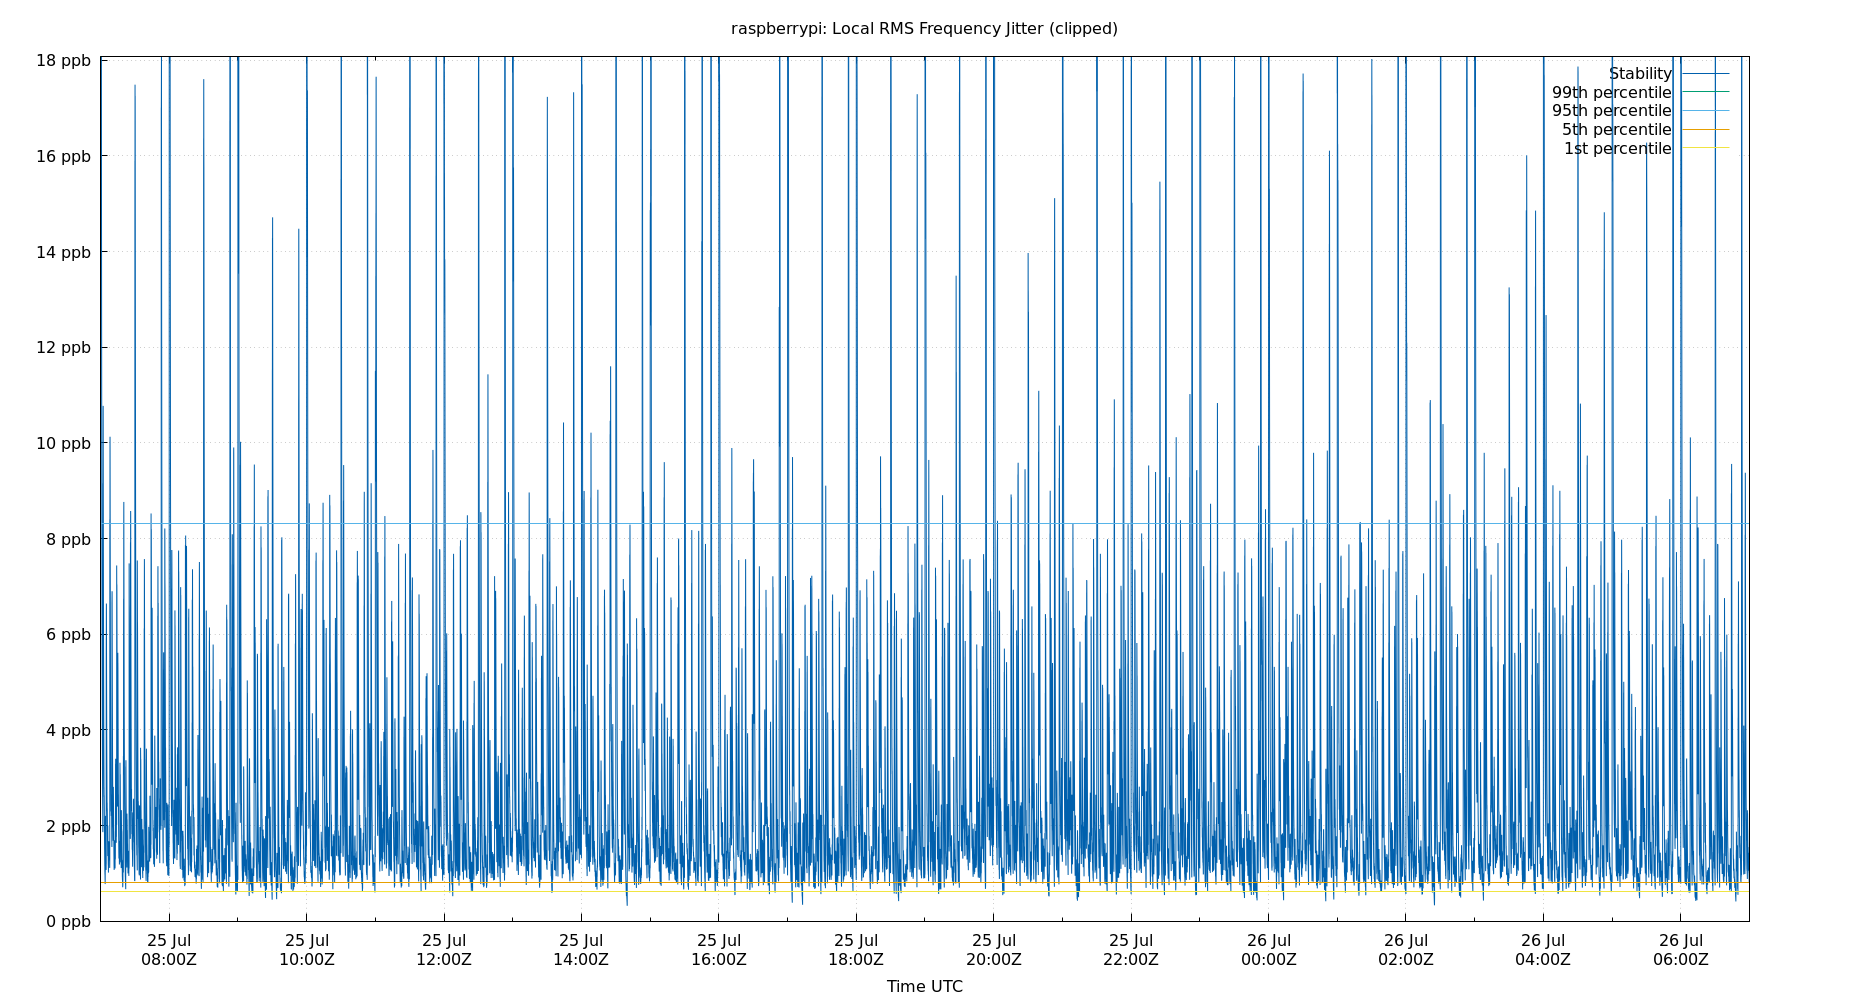 raspberrypi: Local RMS Frequency Jitter (clipped)
18 ppb
16 ppb
14 ppb
12 ppb
10 ppb
8 ppb
6 ppb
4 ppb
2 ppb
0 ppb
Stability
99th percentile
95th percentile
5th percentile
1st percentile
25 Jul 25 Jul 25 Jul 25 Jul 25 Jul 25 Jul 25 Jul 25 Jul 26 Jul 26 Jul 26 Jul 26 Jul
08:00Z 10:00Z 12:00Z 14:00Z 16:00Z 18:00Z 20:00Z 22:00Z 00:00Z 02:00Z 04:00Z 06:00Z
Time UTC